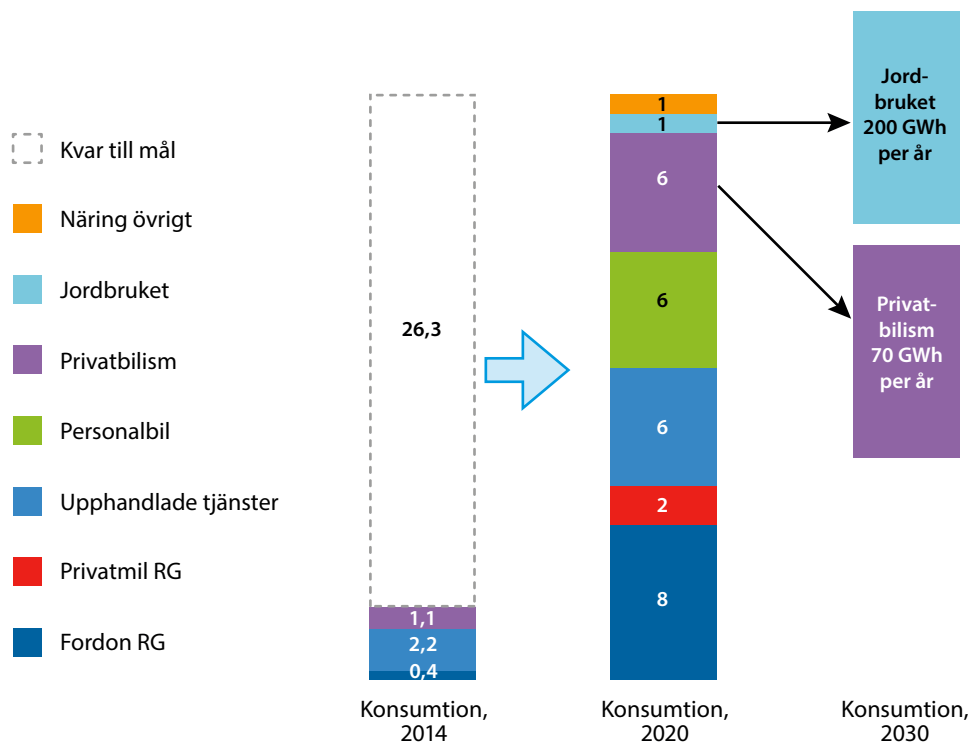 Kvar till mål
Näring övrigt
Jordbruket
Privatbilism
Personalbil
Upphandlade tjänster
Privatmil RG
Fordon RG
26,3
1,1
2,2
0,4
Konsumtion,
2014
1
1
6
6
6
2
8
Konsumtion,
2020
Jord-
bruket
200 GWh
per år
Privat-
bilism
70 GWh
per år
Konsumtion,
2030